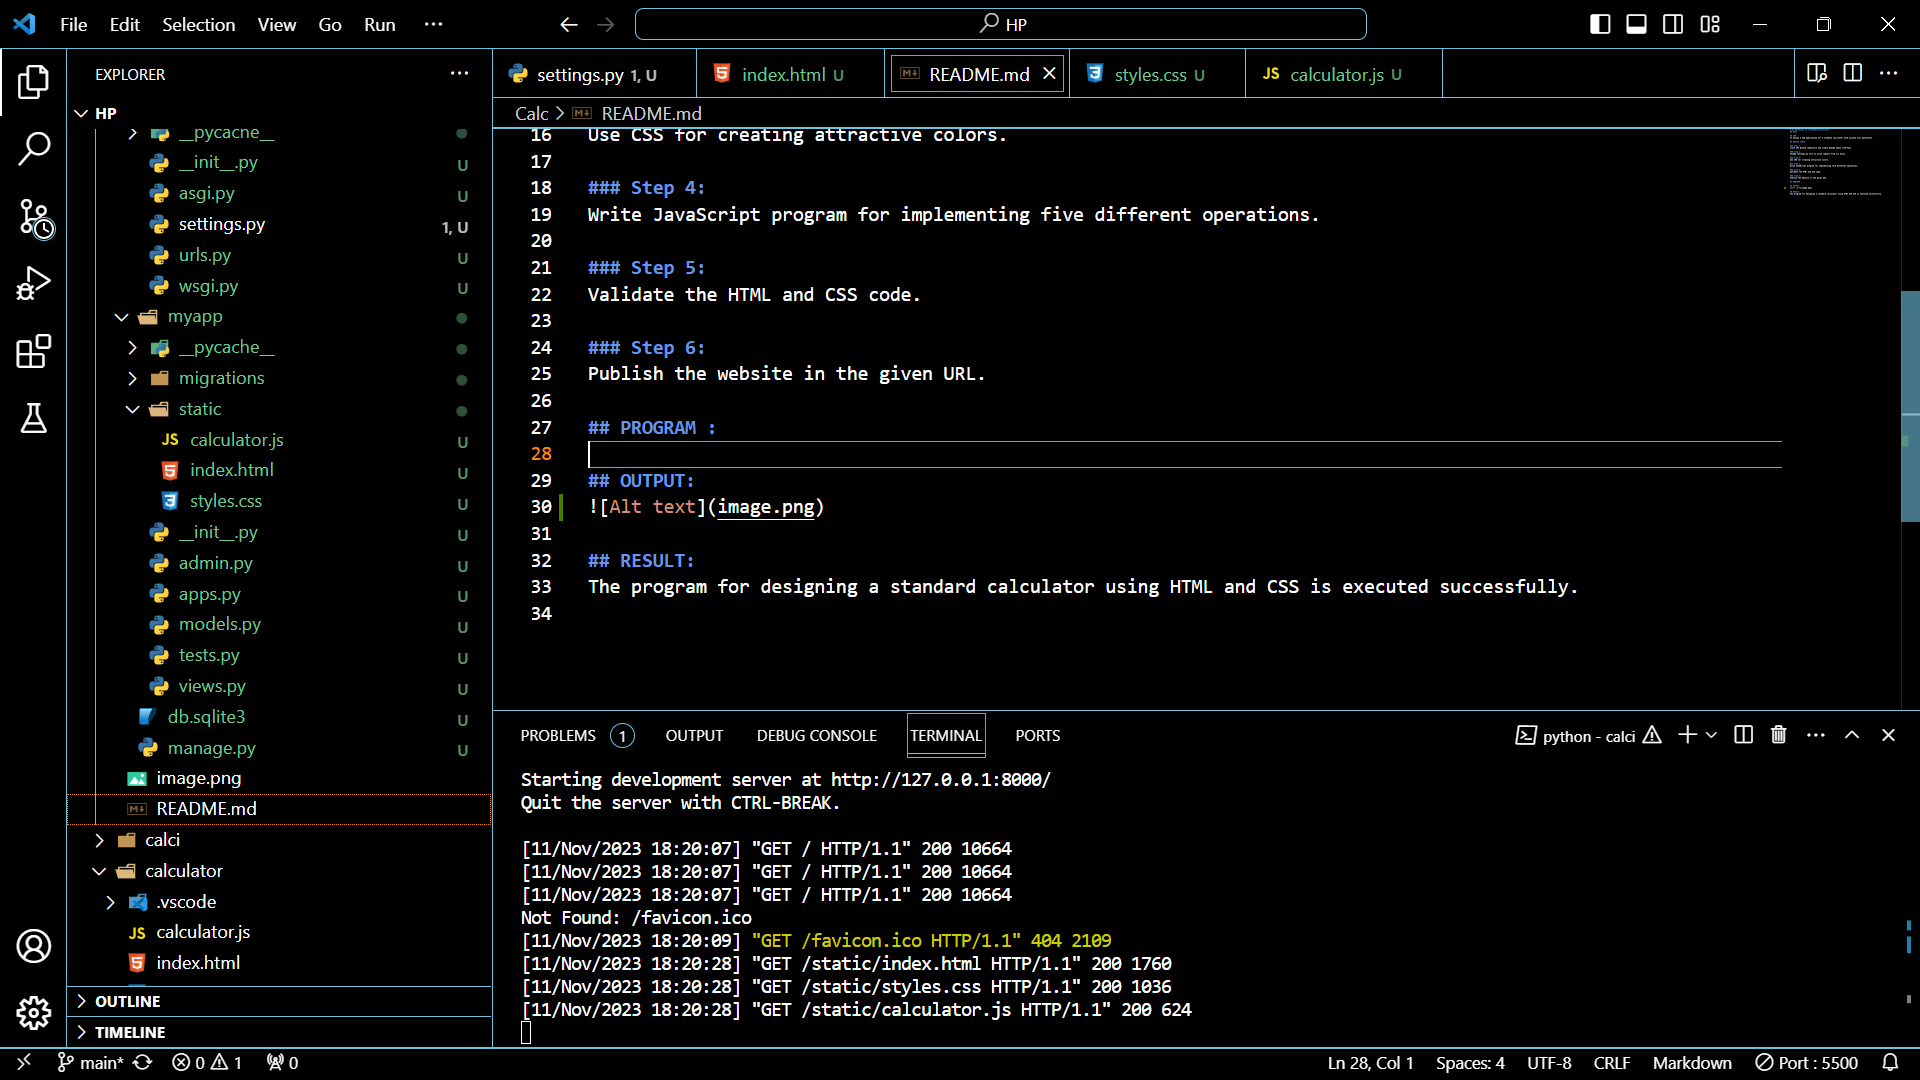 File Edit Selection View Go Run ···
HP
EXPLORER
HP
__pycache__
__init__.py U
asgi.py U
settings.py 1, U
urls.py U
wsgi.py U
myapp
__pycache__
migrations
static
JS calculator.js U
index.html U
styles.css U
__init__.py U
admin.py U
apps.py U
models.py U
tests.py U
views.py U
db.sqlite3 U
manage.py U
image.png
README.md
calci
calculator
.vscode
JS calculator.js
index.html
OUTLINE
TIMELINE
settings.py 1, U index.html U README.md styles.css U JS calculator.js U
Calc > README.md
16 Use CSS for creating attractive colors.
17
18 ### Step 4:
19 Write JavaScript program for implementing five different operations.
20
21 ### Step 5:
22 Validate the HTML and CSS code.
23
24 ### Step 6:
25 Publish the website in the given URL.
26
27 ## PROGRAM :
28
29 ## OUTPUT:
30 ![Alt text](image.png)
31
32 ## RESULT:
33 The program for designing a standard calculator using HTML and CSS is executed successfully.
34
PROBLEMS 1 OUTPUT DEBUG CONSOLE TERMINAL PORTS python - calci
Starting development server at http://127.0.0.1:8000/
Quit the server with CTRL-BREAK.
[11/Nov/2023 18:20:07] "GET / HTTP/1.1" 200 10664
[11/Nov/2023 18:20:07] "GET / HTTP/1.1" 200 10664
[11/Nov/2023 18:20:07] "GET / HTTP/1.1" 200 10664
Not Found: /favicon.ico
[11/Nov/2023 18:20:09] "GET /favicon.ico HTTP/1.1" 404 2109
[11/Nov/2023 18:20:28] "GET /static/index.html HTTP/1.1" 200 1760
[11/Nov/2023 18:20:28] "GET /static/styles.css HTTP/1.1" 200 1036
[11/Nov/2023 18:20:28] "GET /static/calculator.js HTTP/1.1" 200 624
main* 0 1 0 Ln 28, Col 1 Spaces: 4 UTF-8 CRLF Markdown Port : 5500